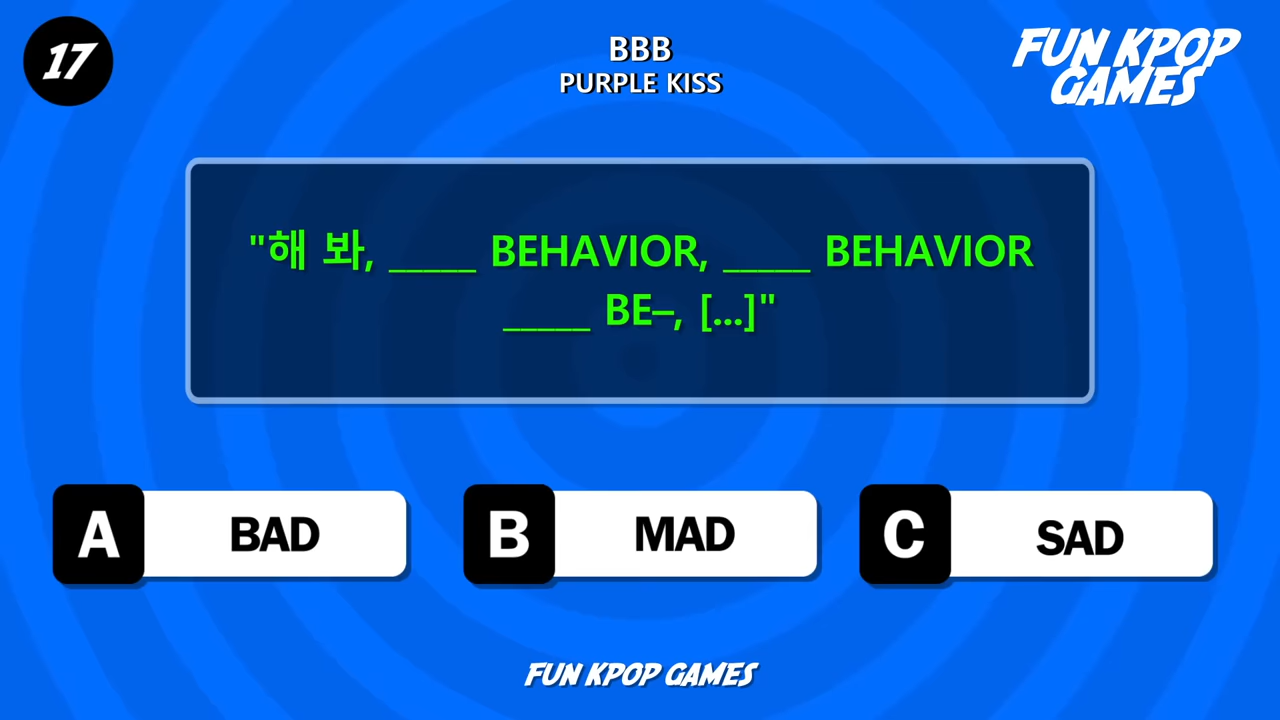 17
BBB
PURPLE KISS
FUN KPOP
GAMES
"해 봐, _____ BEHAVIOR, _____ BEHAVIOR
_____ BE–, [...]"
A BAD
B MAD
C SAD
FUN KPOP GAMES